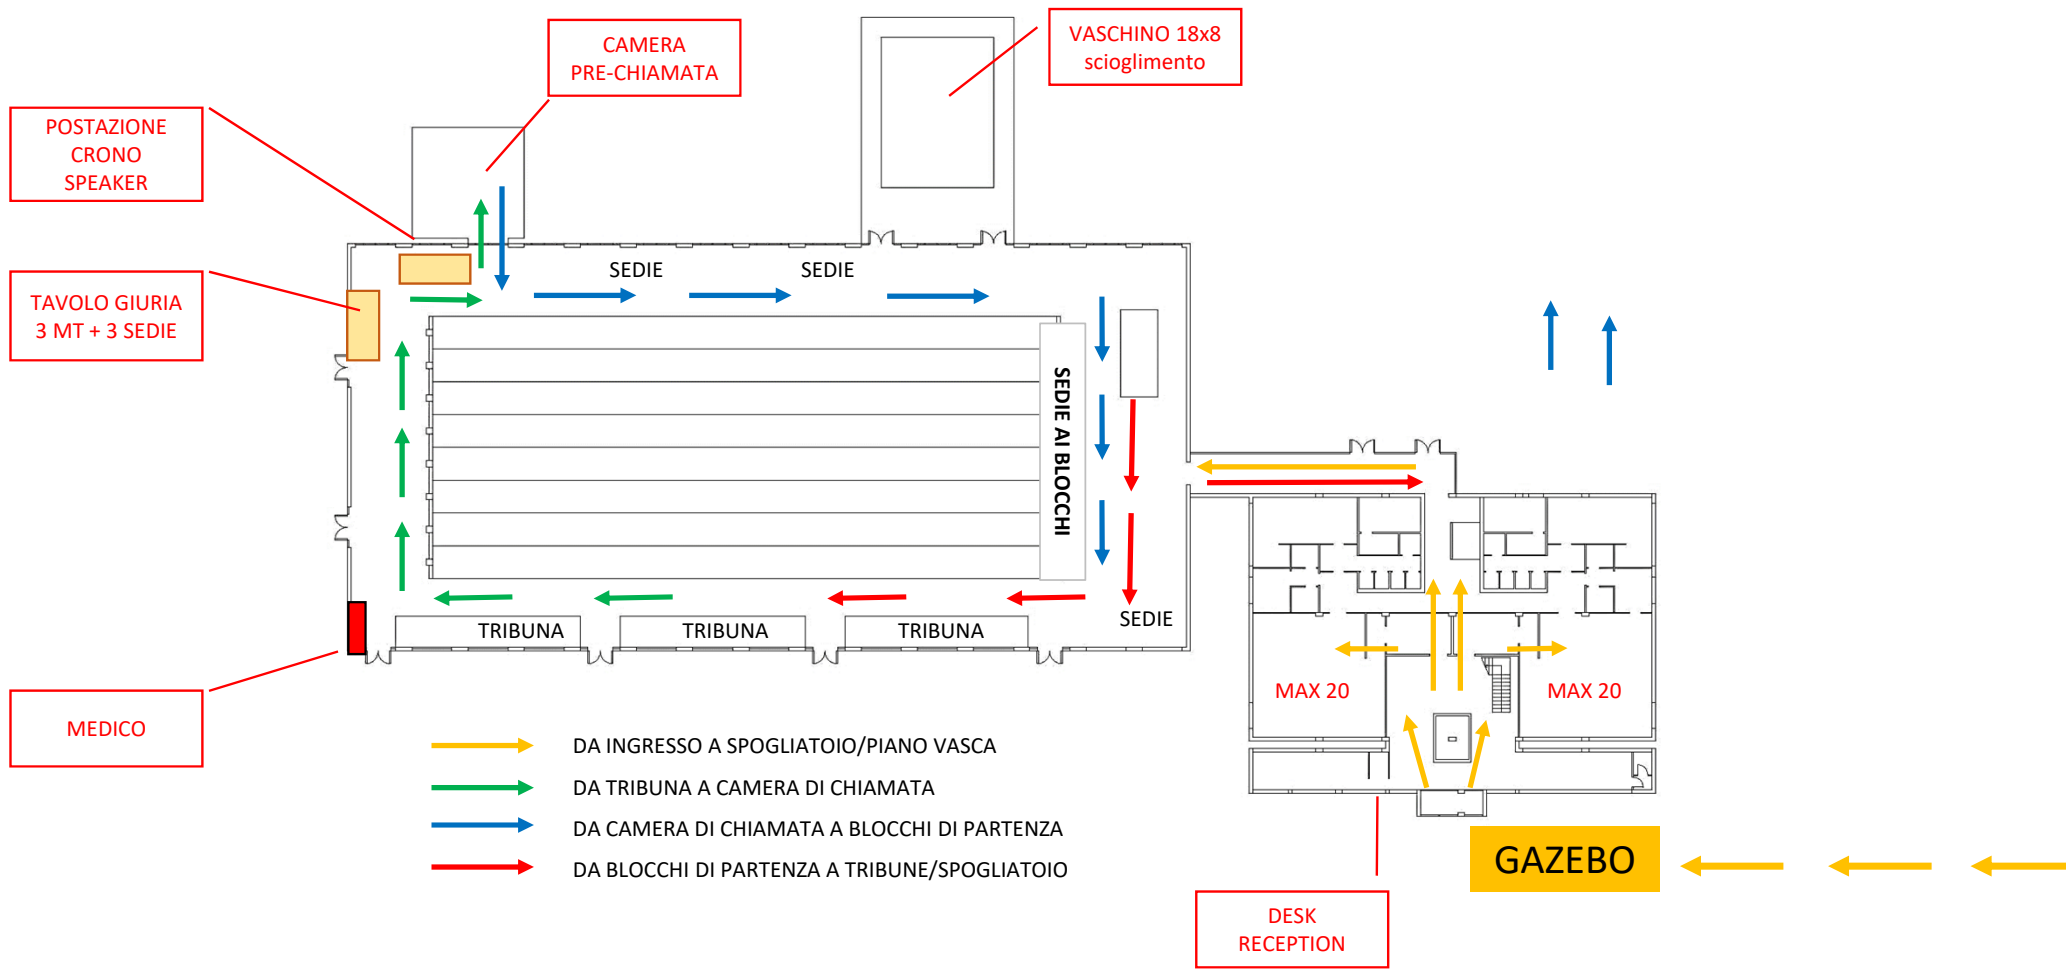 CAMERA
PRE-CHIAMATA
VASCHINO 18x8
scioglimento
POSTAZIONE
CRONO
SPEAKER
TAVOLO GIURIA
3 MT + 3 SEDIE
SEDIE
SEDIE
SEDIE AI BLOCCHI
SEDIE
TRIBUNA
TRIBUNA
TRIBUNA
MEDICO
MAX 20
MAX 20
DA INGRESSO A SPOGLIATOIO/PIANO VASCA
DA TRIBUNA A CAMERA DI CHIAMATA
DA CAMERA DI CHIAMATA A BLOCCHI DI PARTENZA
DA BLOCCHI DI PARTENZA A TRIBUNE/SPOGLIATOIO
GAZEBO
DESK
RECEPTION